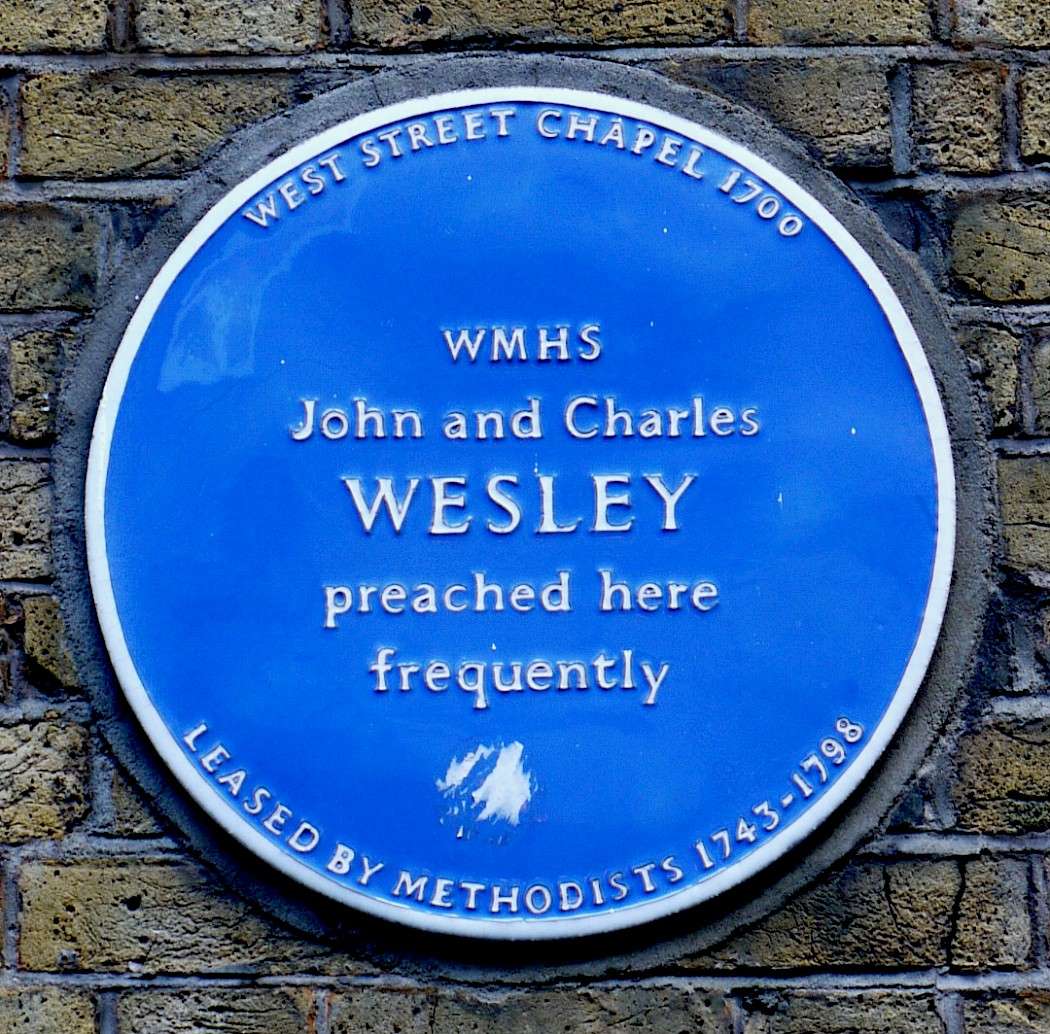 WEST STREET CHAPEL 1700
WMHS
John and Charles
WESLEY
preached here
frequently
LEASED BY METHODISTS 1743-1798